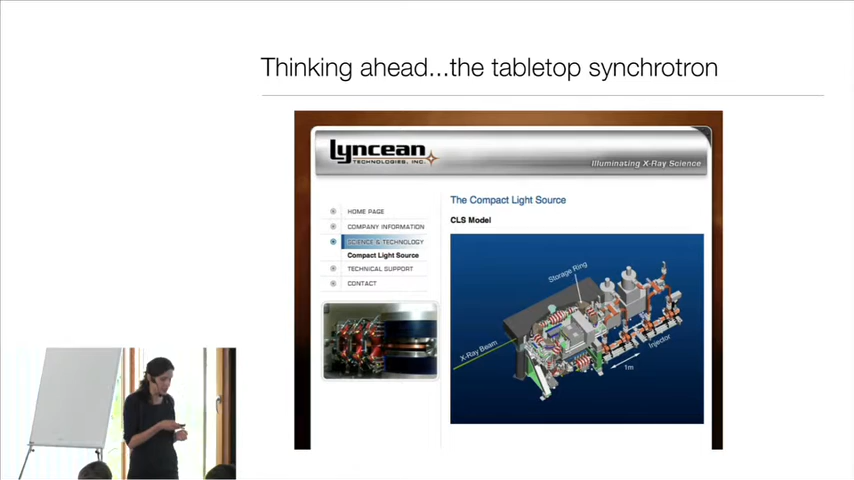 Thinking ahead...the tabletop synchrotron
lyncean
TECHNOLOGIES, INC.
Illuminating X-Ray Science
HOME PAGE
COMPANY INFORMATION
SCIENCE & TECHNOLOGY
Compact Light Source
TECHNICAL SUPPORT
CONTACT
The Compact Light Source
CLS Model
Storage Ring
X-Ray Beam
Injector
1m